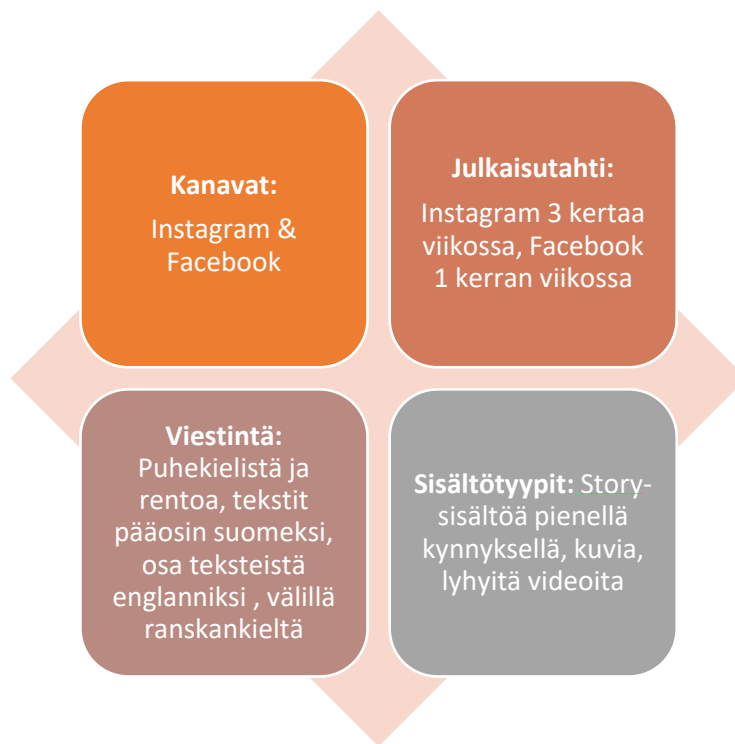 Kanavat:
Instagram &
Facebook
Julkaisutahti:
Instagram 3 kertaa
viikossa, Facebook
1 kerran viikossa
Viestintä:
Puhekielistä ja
rentoa, tekstit
pääosin suomeksi,
osa teksteistä
englanniksi , välillä
ranskankieltä
Sisältötyypit: Story-
sisältöä pienellä
kynnyksellä, kuvia,
lyhyitä videoita